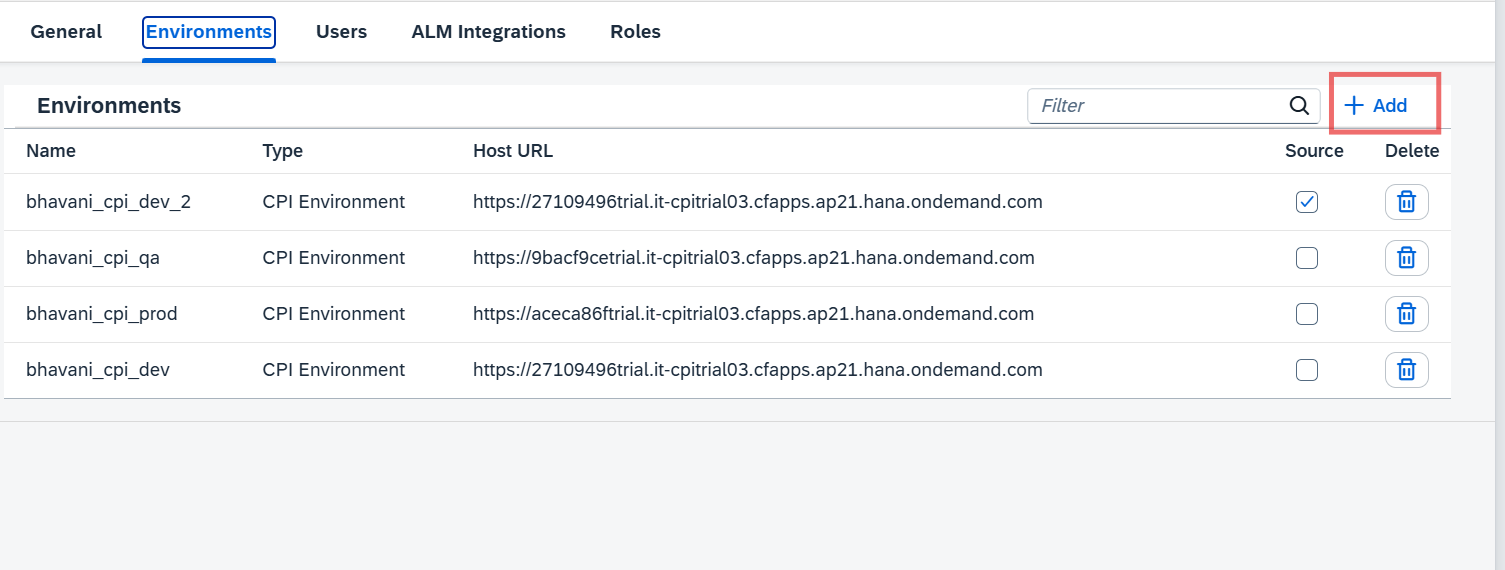 General Environments Users ALM Integrations Roles
Environments Filter Add
Name Type Host URL Source Delete
bhavani_cpi_dev_2 CPI Environment https://27109496trial.it-cpitrial03.cfapps.ap21.hana.ondemand.com
bhavani_cpi_qa CPI Environment https://9bacf9cetrial.it-cpitrial03.cfapps.ap21.hana.ondemand.com
bhavani_cpi_prod CPI Environment https://aceca86ftrial.it-cpitrial03.cfapps.ap21.hana.ondemand.com
bhavani_cpi_dev CPI Environment https://27109496trial.it-cpitrial03.cfapps.ap21.hana.ondemand.com